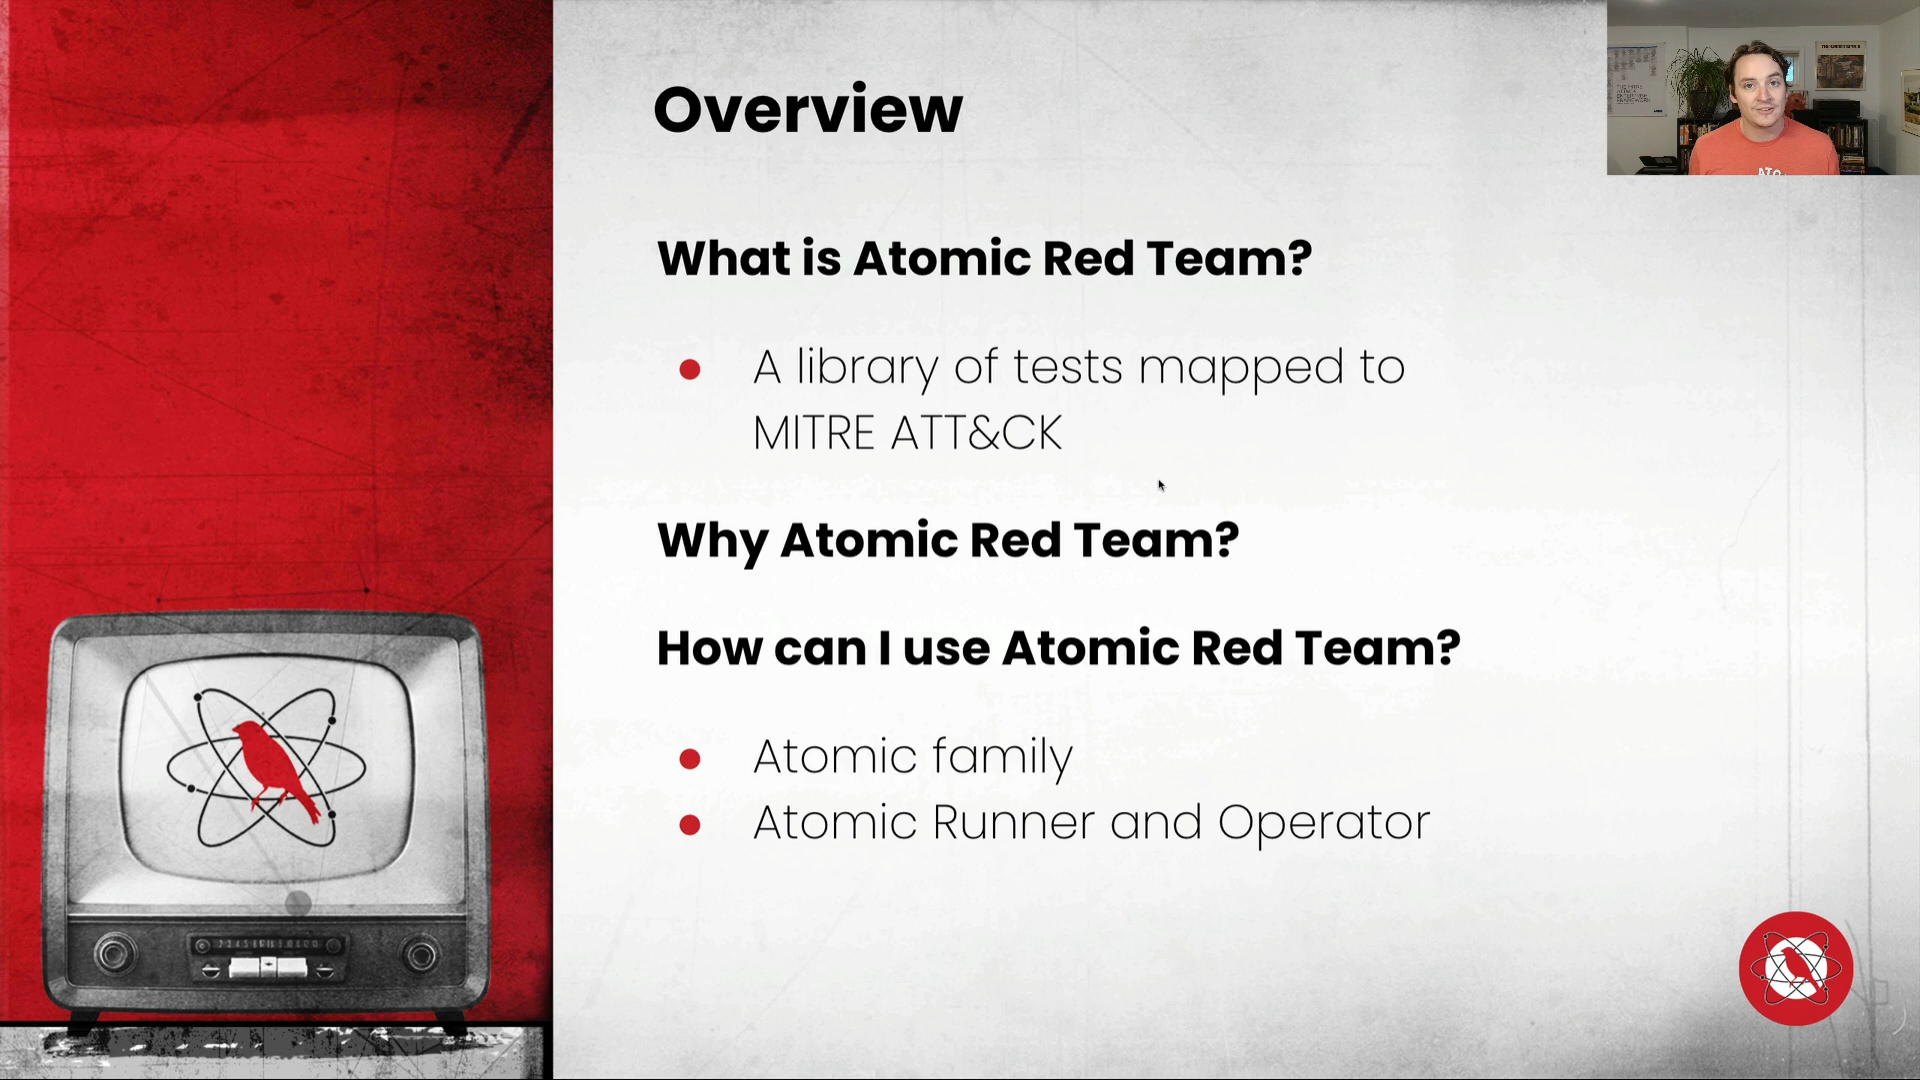 Overview
What is Atomic Red Team?
A library of tests mapped to
MITRE ATT&CK
Why Atomic Red Team?
How can I use Atomic Red Team?
Atomic family
Atomic Runner and Operator